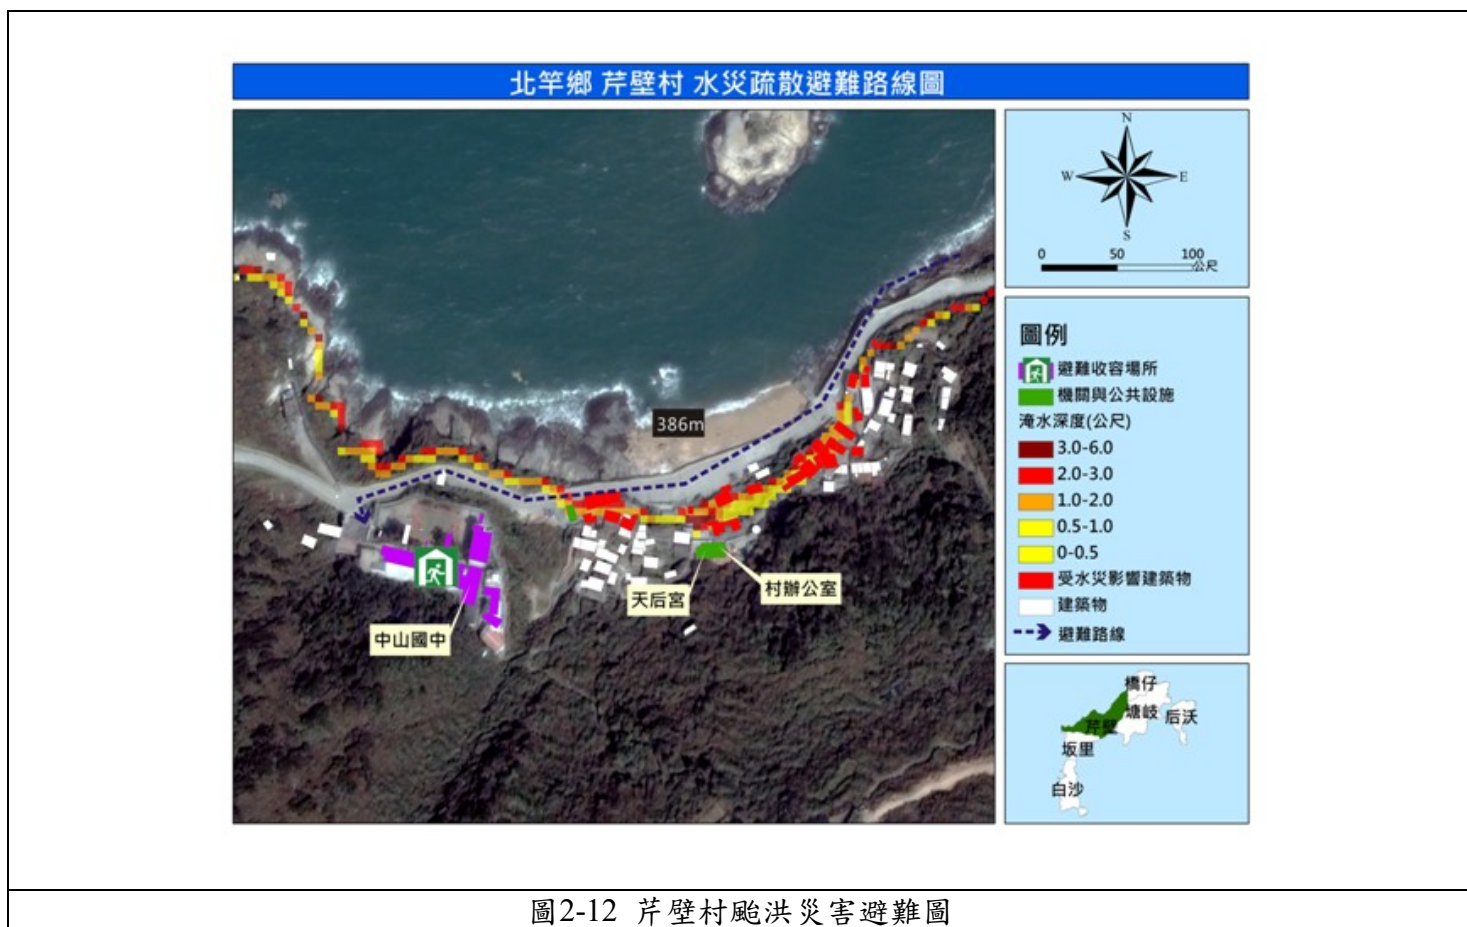 北竿鄉 芹壁村 水災疏散避難路線圖
386m
中山國中
天后宮
村辦公室
N
W
E
S
0 50 100
公尺
圖例
避難收容場所
機關與公共設施
淹水深度(公尺)
3.0-6.0
2.0-3.0
1.0-2.0
0.5-1.0
0-0.5
受水災影響建築物
建築物
避難路線
橋仔
塘岐
后沃
芹壁
坂里
白沙
圖2-12 芹壁村颱洪災害避難圖